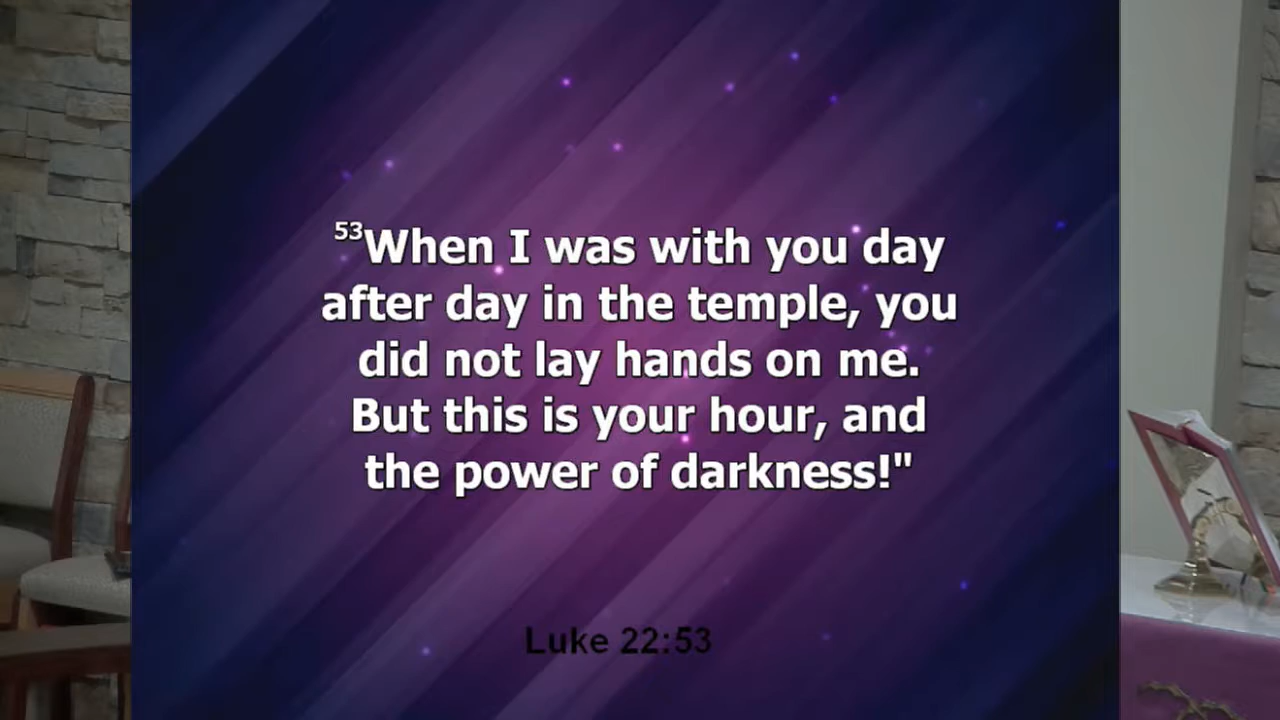 53When I was with you day
after day in the temple, you
did not lay hands on me.
But this is your hour, and
the power of darkness!"
Luke 22:53